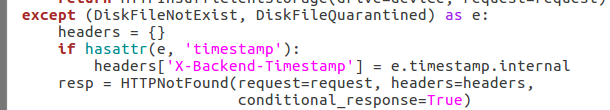 return HTTPInsufficientStorage(drive=device, request=request)
except (DiskFileNotExist, DiskFileQuarantined) as e:
headers = {}
if hasattr(e, 'timestamp'):
headers['X-Backend-Timestamp'] = e.timestamp.internal
resp = HTTPNotFound(request=request, headers=headers,
conditional_response=True)